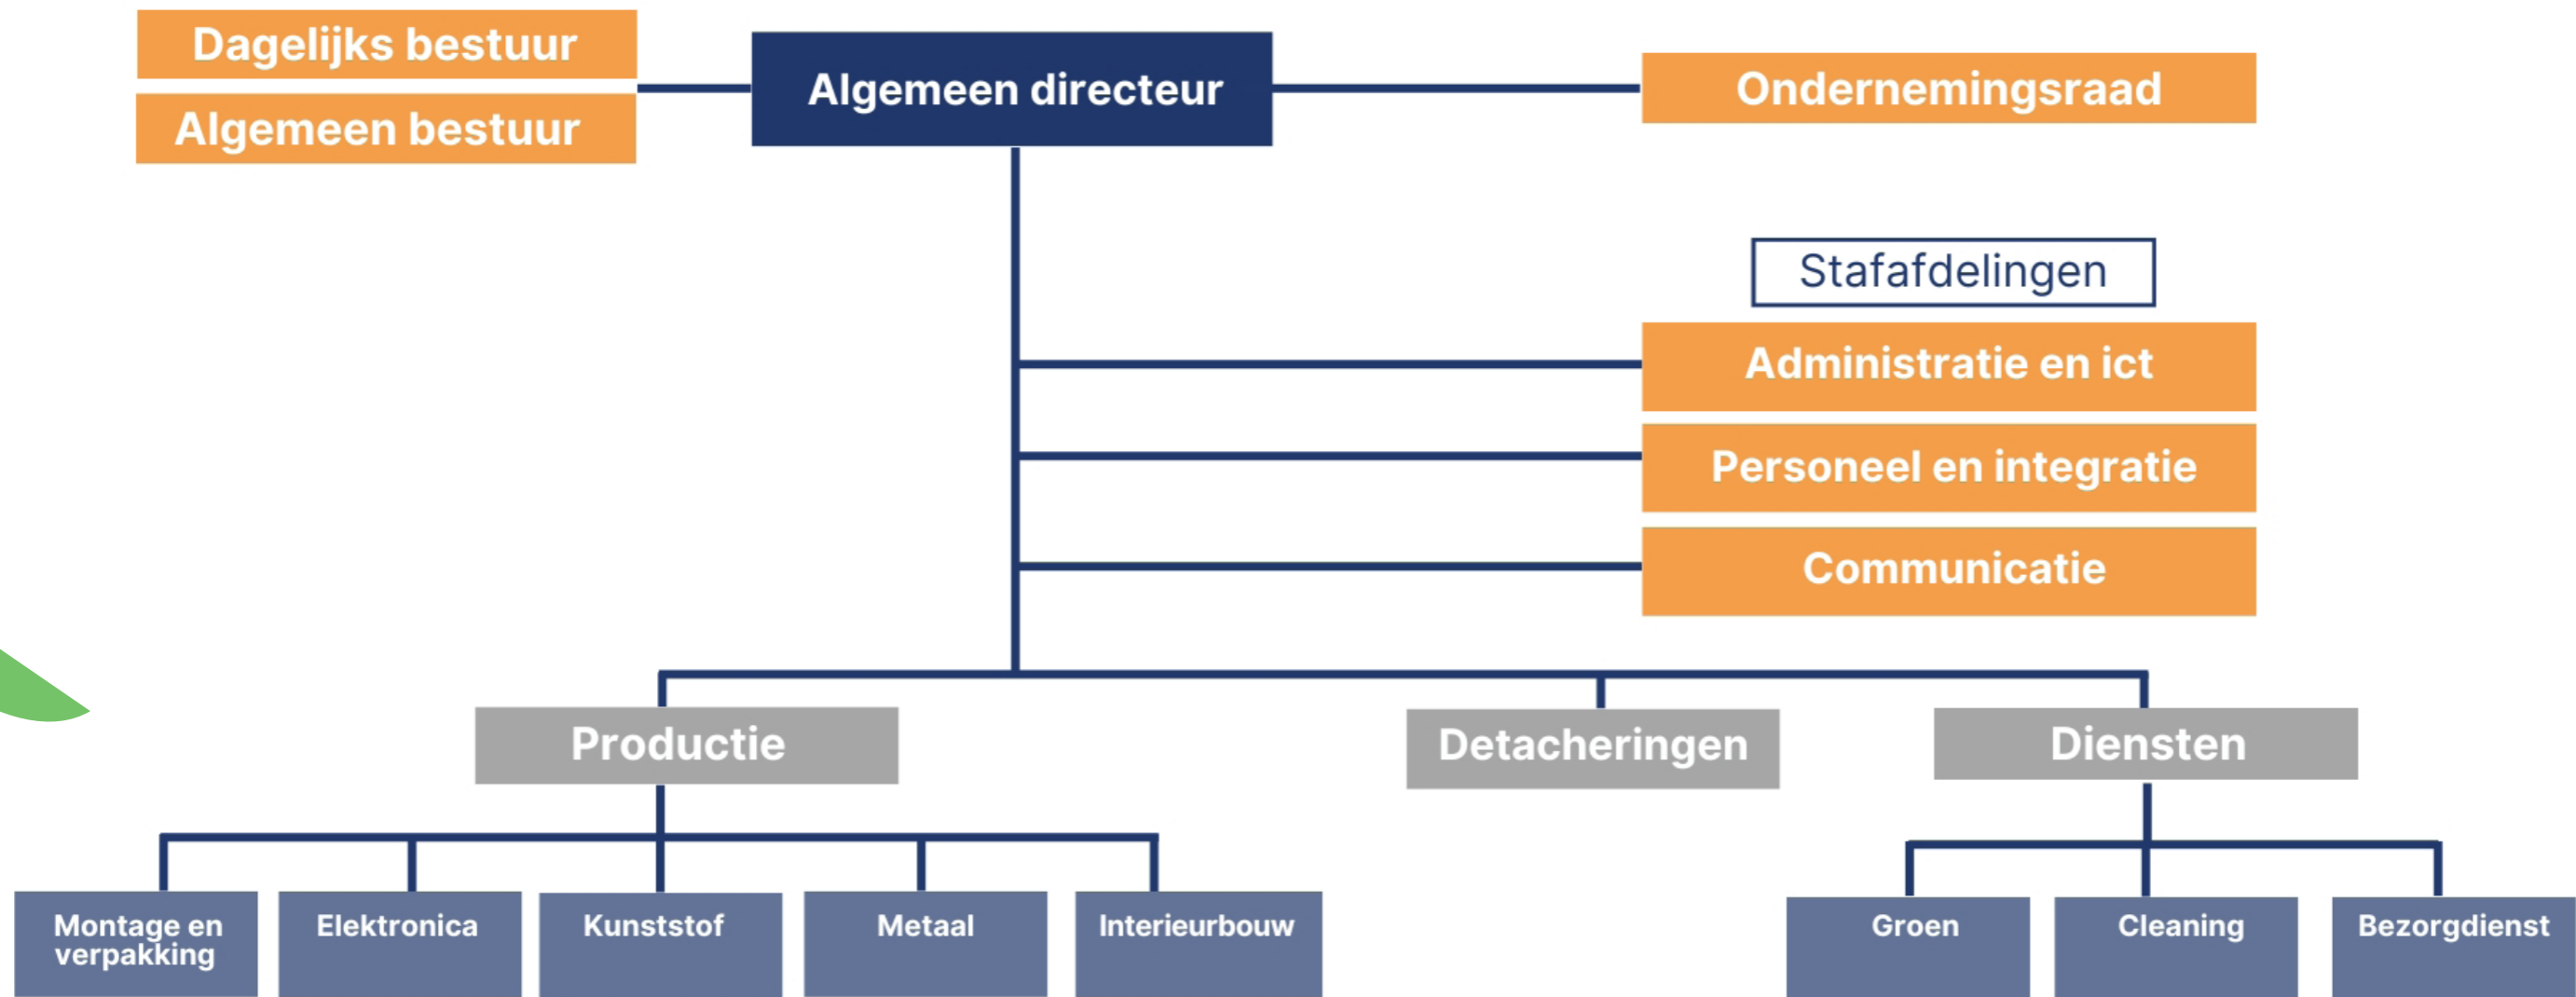 Dagelijks bestuur
Algemeen bestuur
Algemeen directeur
Ondernemingsraad
Stafafdelingen
Administratie en ict
Personeel en integratie
Communicatie
Productie
Detacheringen
Diensten
Montage en
verpakking
Elektronica
Kunststof
Metaal
Interieurbouw
Groen
Cleaning
Bezorgdienst